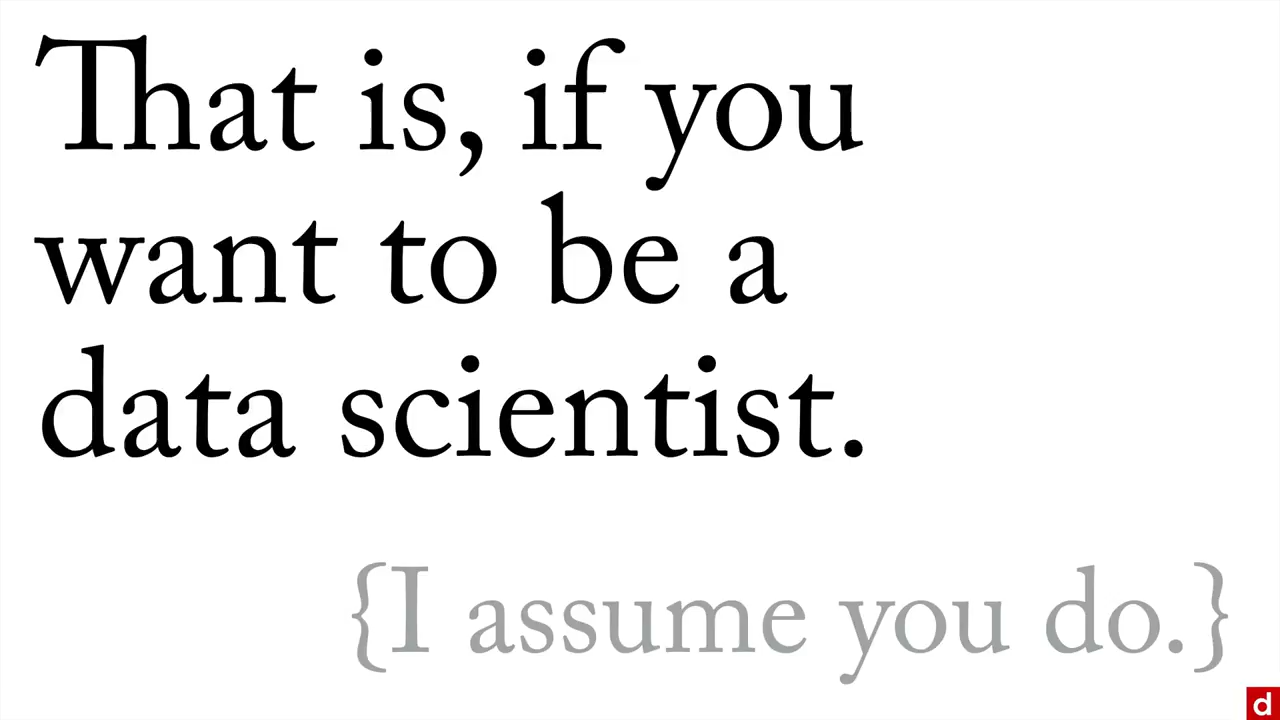 That is, if you
want to be a
data scientist.
{I assume you do.}
d